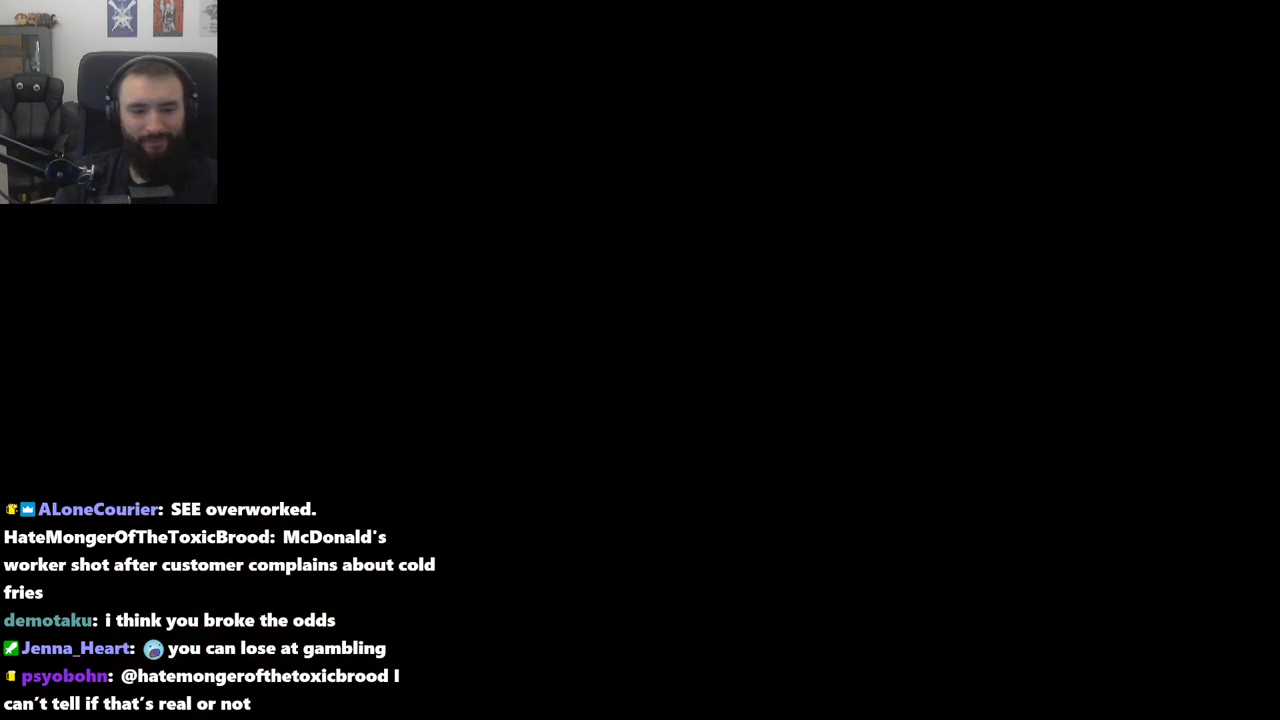 ALoneCourier: SEE overworked.
HateMongerOfTheToxicBrood: McDonald's
worker shot after customer complains about cold
fries
demotaku: i think you broke the odds
Jenna_Heart: you can lose at gambling
psyobohn: @hatemongerofthetoxicbrood I
can't tell if that's real or not